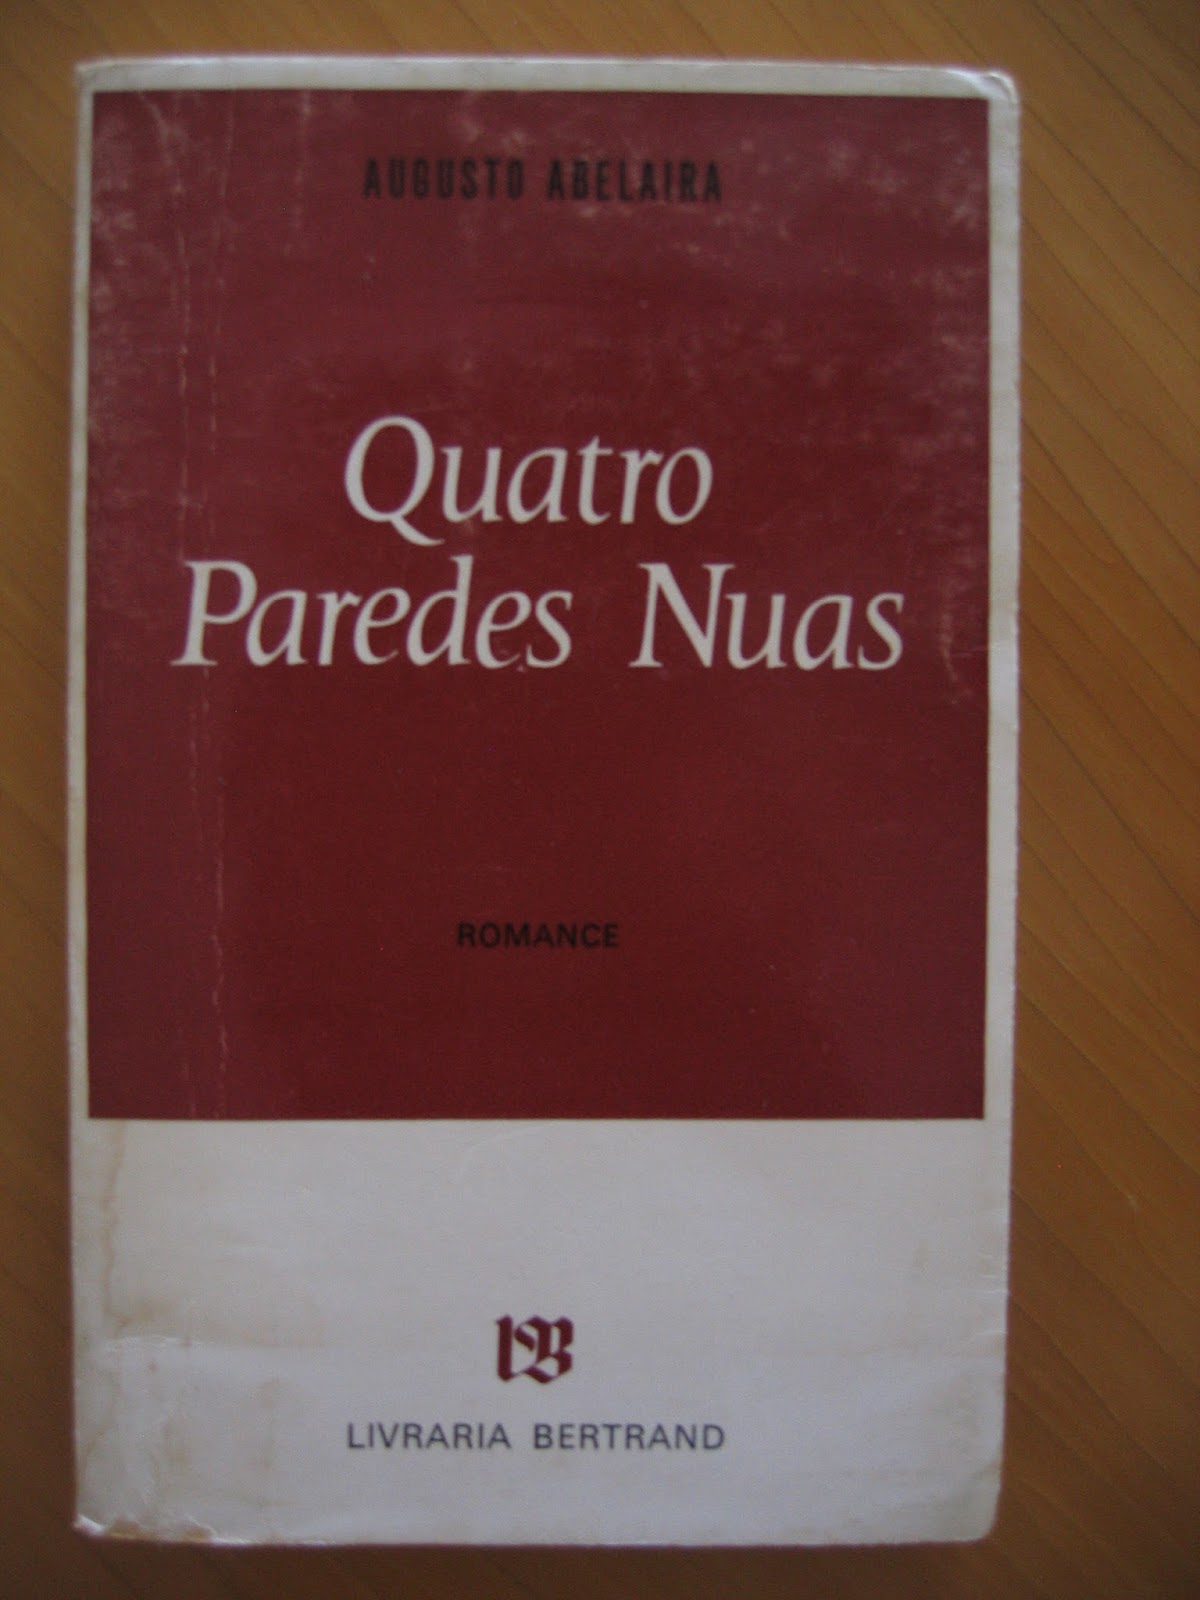 AUGUSTO ABELAIRA
Quatro
Paredes Nuas
ROMANCE
LB
LIVRARIA BERTRAND